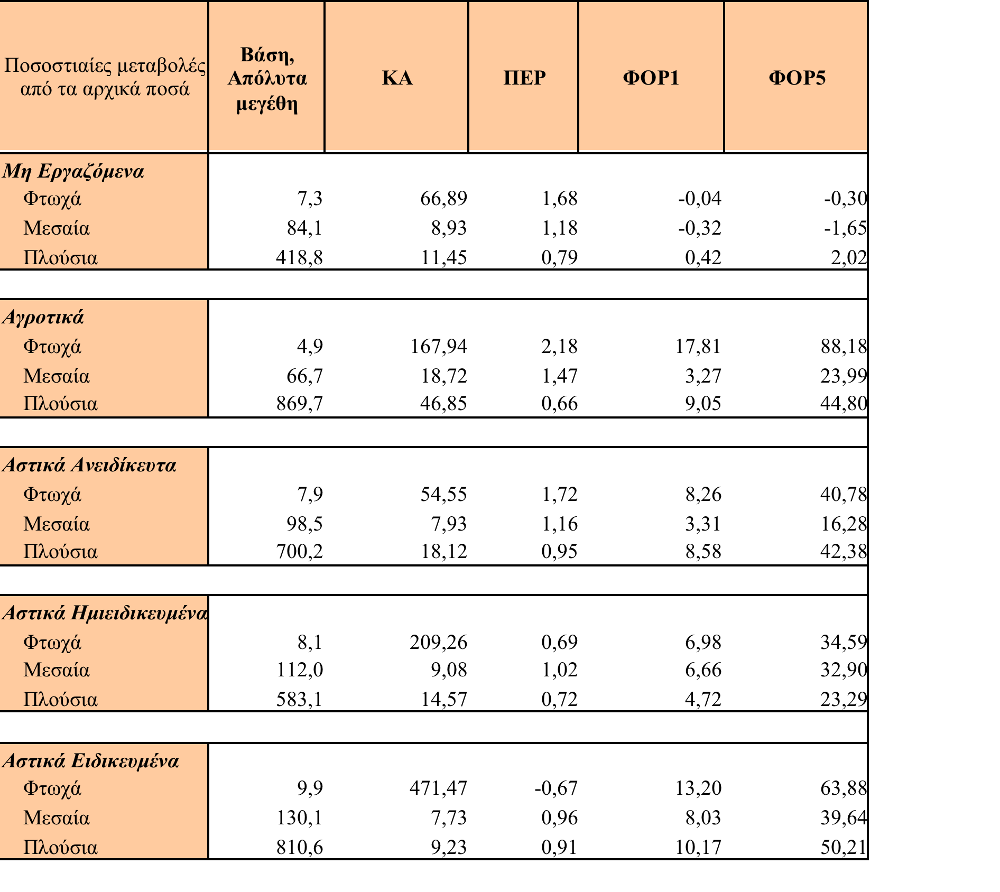 Ποσοστιαίες μεταβολές
από τα αρχικά ποσά
Βάση,
Απόλυτα
μεγέθη
ΚΑ
ΠΕΡ
ΦΟΡ1
ΦΟΡ5
Μη Εργαζόμενα
Φτωχά 7,3 66,89 1,68 -0,04 -0,30
Μεσαία 84,1 8,93 1,18 -0,32 -1,65
Πλούσια 418,8 11,45 0,79 0,42 2,02
Αγροτικά
Φτωχά 4,9 167,94 2,18 17,81 88,18
Μεσαία 66,7 18,72 1,47 3,27 23,99
Πλούσια 869,7 46,85 0,66 9,05 44,80
Αστικά Ανειδίκευτα
Φτωχά 7,9 54,55 1,72 8,26 40,78
Μεσαία 98,5 7,93 1,16 3,31 16,28
Πλούσια 700,2 18,12 0,95 8,58 42,38
Αστικά Ημιειδικευμένα
Φτωχά 8,1 209,26 0,69 6,98 34,59
Μεσαία 112,0 9,08 1,02 6,66 32,90
Πλούσια 583,1 14,57 0,72 4,72 23,29
Αστικά Ειδικευμένα
Φτωχά 9,9 471,47 -0,67 13,20 63,88
Μεσαία 130,1 7,73 0,96 8,03 39,64
Πλούσια 810,6 9,23 0,91 10,17 50,21